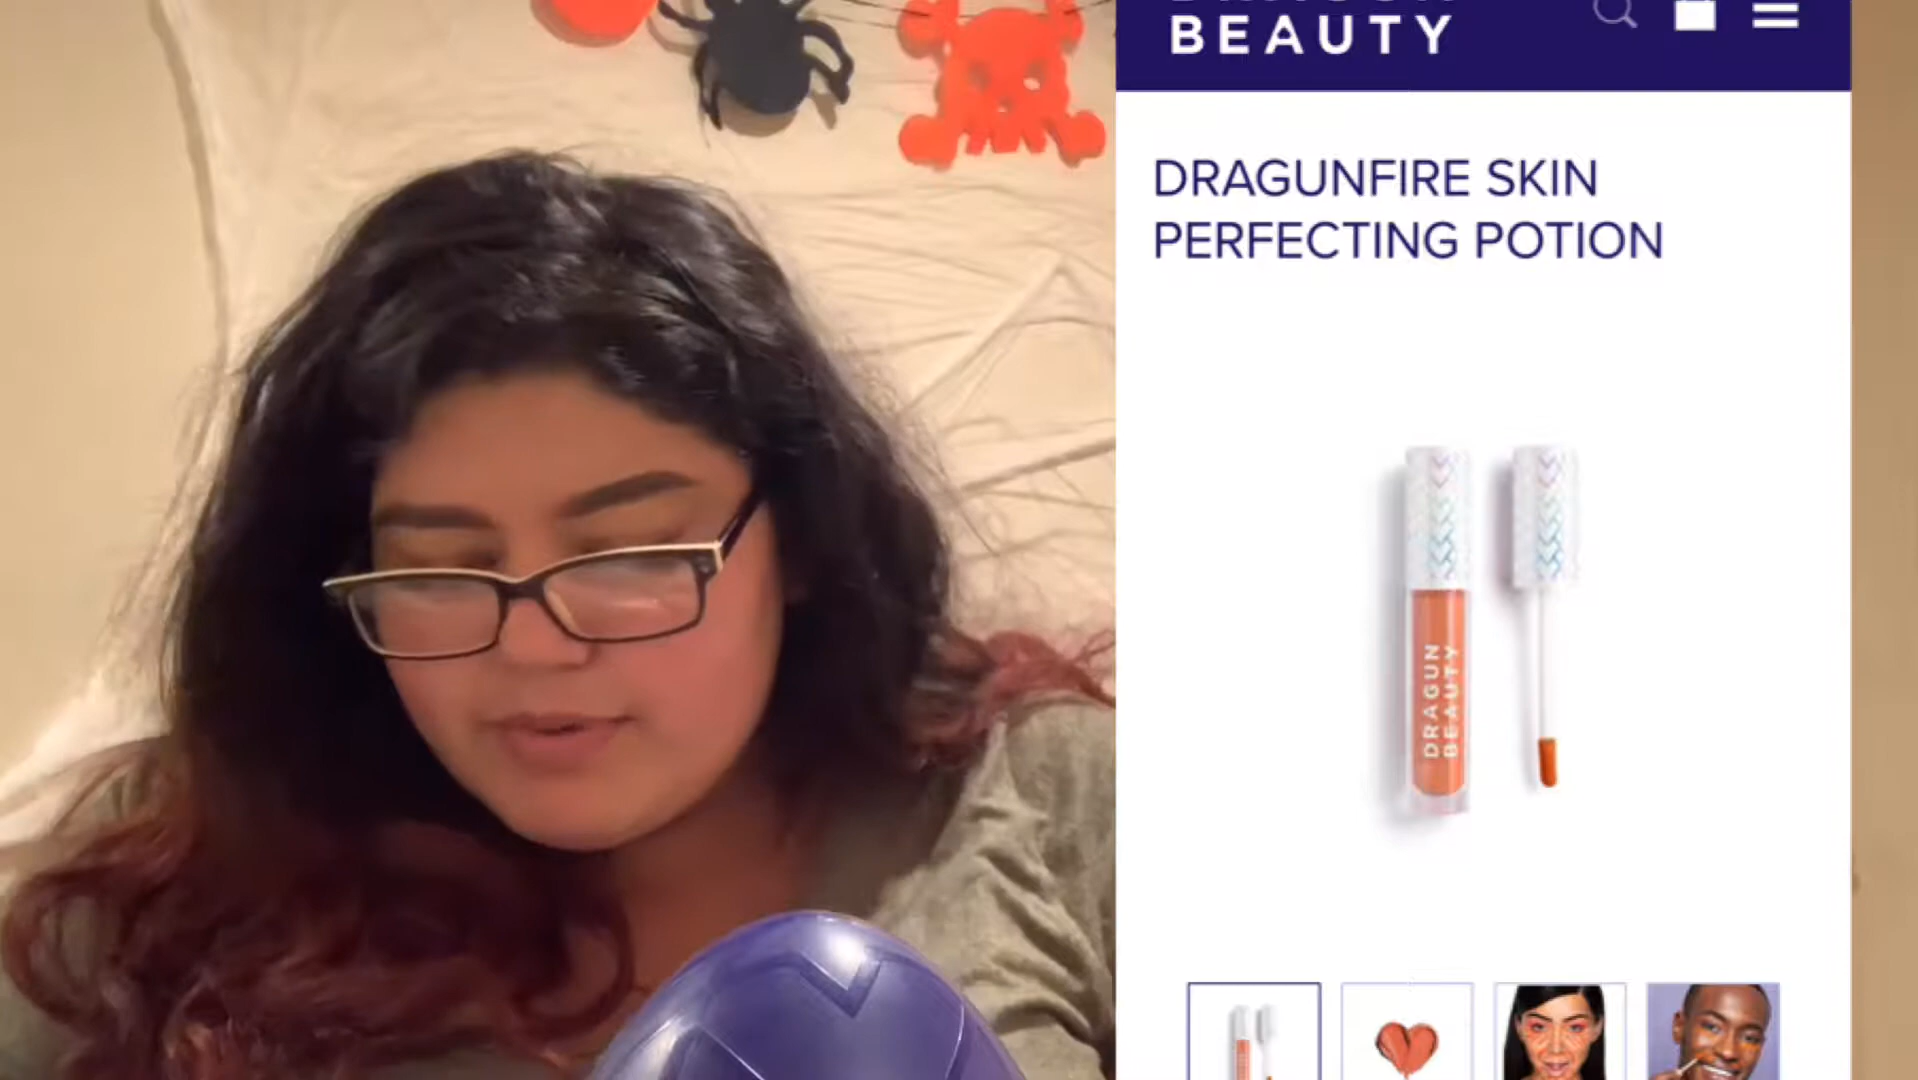 BEAUTY
DRAGUNFIRE SKIN
PERFECTING POTION
DRAGUN
BEAUTY